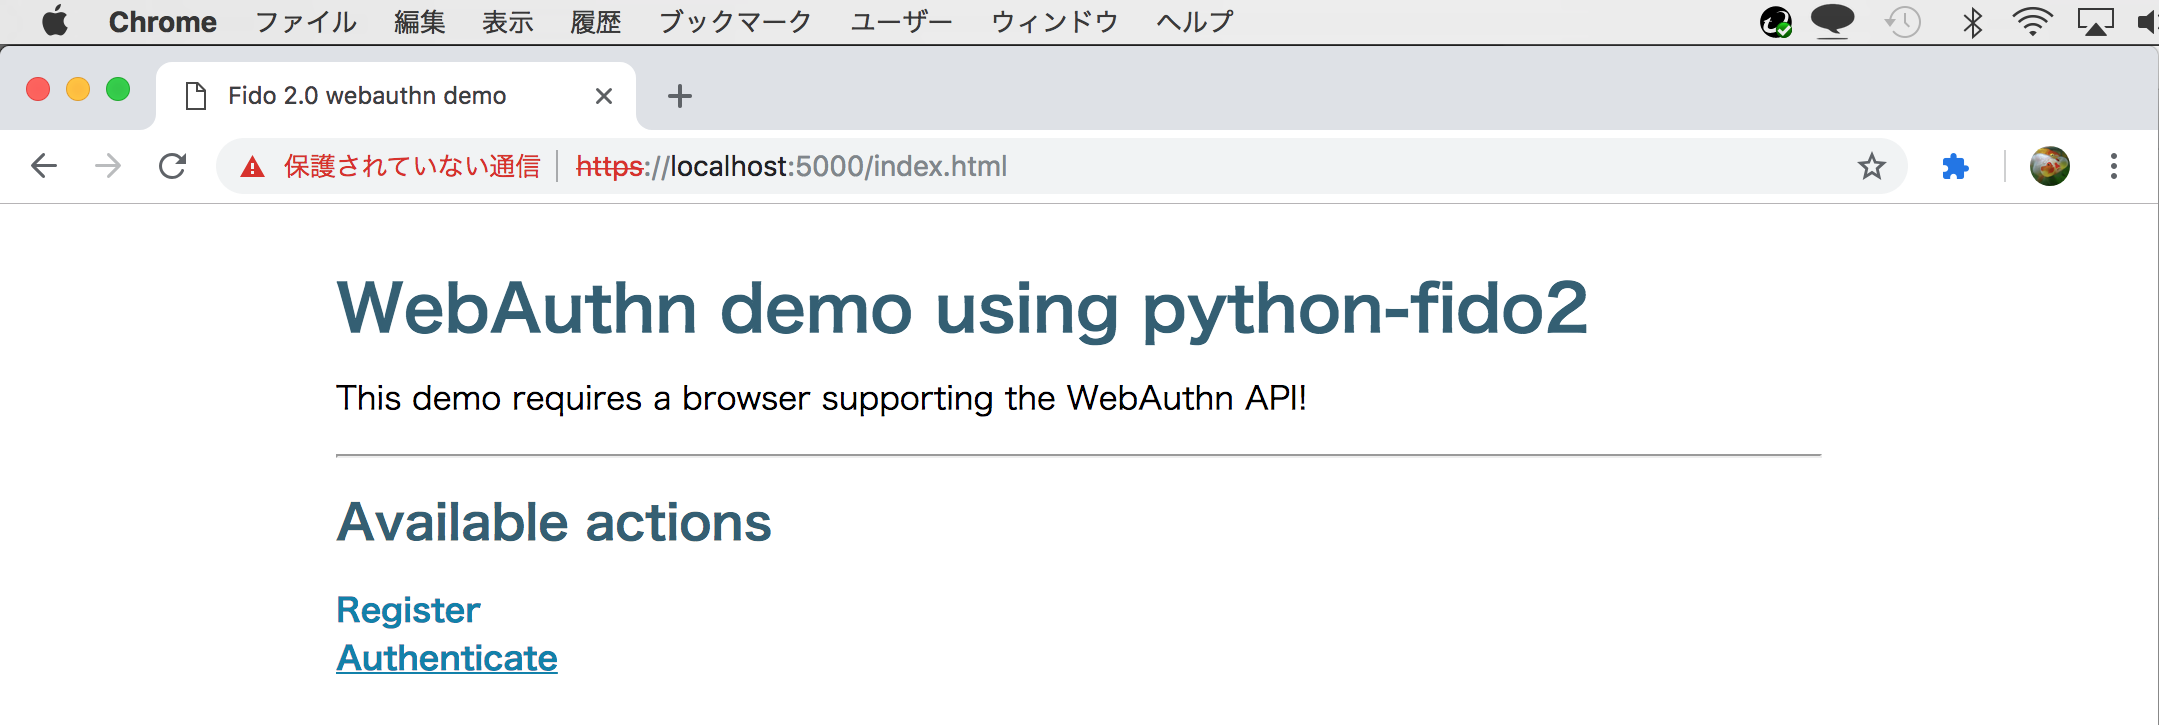 Chrome ファイル 編集 表示 履歴 ブックマーク ユーザー ウィンドウ ヘルプ
Fido 2.0 webauthn demo
保護されていない通信 https://localhost:5000/index.html
WebAuthn demo using python-fido2
This demo requires a browser supporting the WebAuthn API!
Available actions
Register
Authenticate